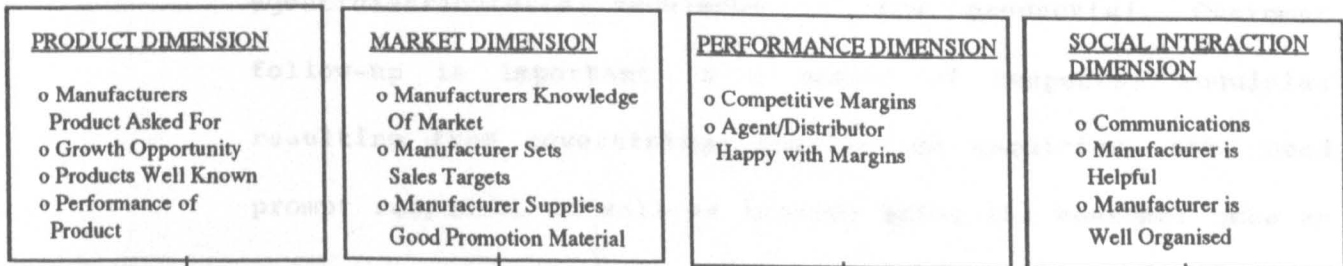 PRODUCT DIMENSION
o Manufacturers
Product Asked For
o Growth Opportunity
o Products Well Known
o Performance of
Product
MARKET DIMENSION
o Manufacturers Knowledge
Of Market
o Manufacturer Sets
Sales Targets
o Manufacturer Supplies
Good Promotion Material
PERFORMANCE DIMENSION
o Competitive Margins
o Agent/Distributor
Happy with Margins
SOCIAL INTERACTION
DIMENSION
o Communications
o Manufacturer is
Helpful
o Manufacturer is
Well Organised